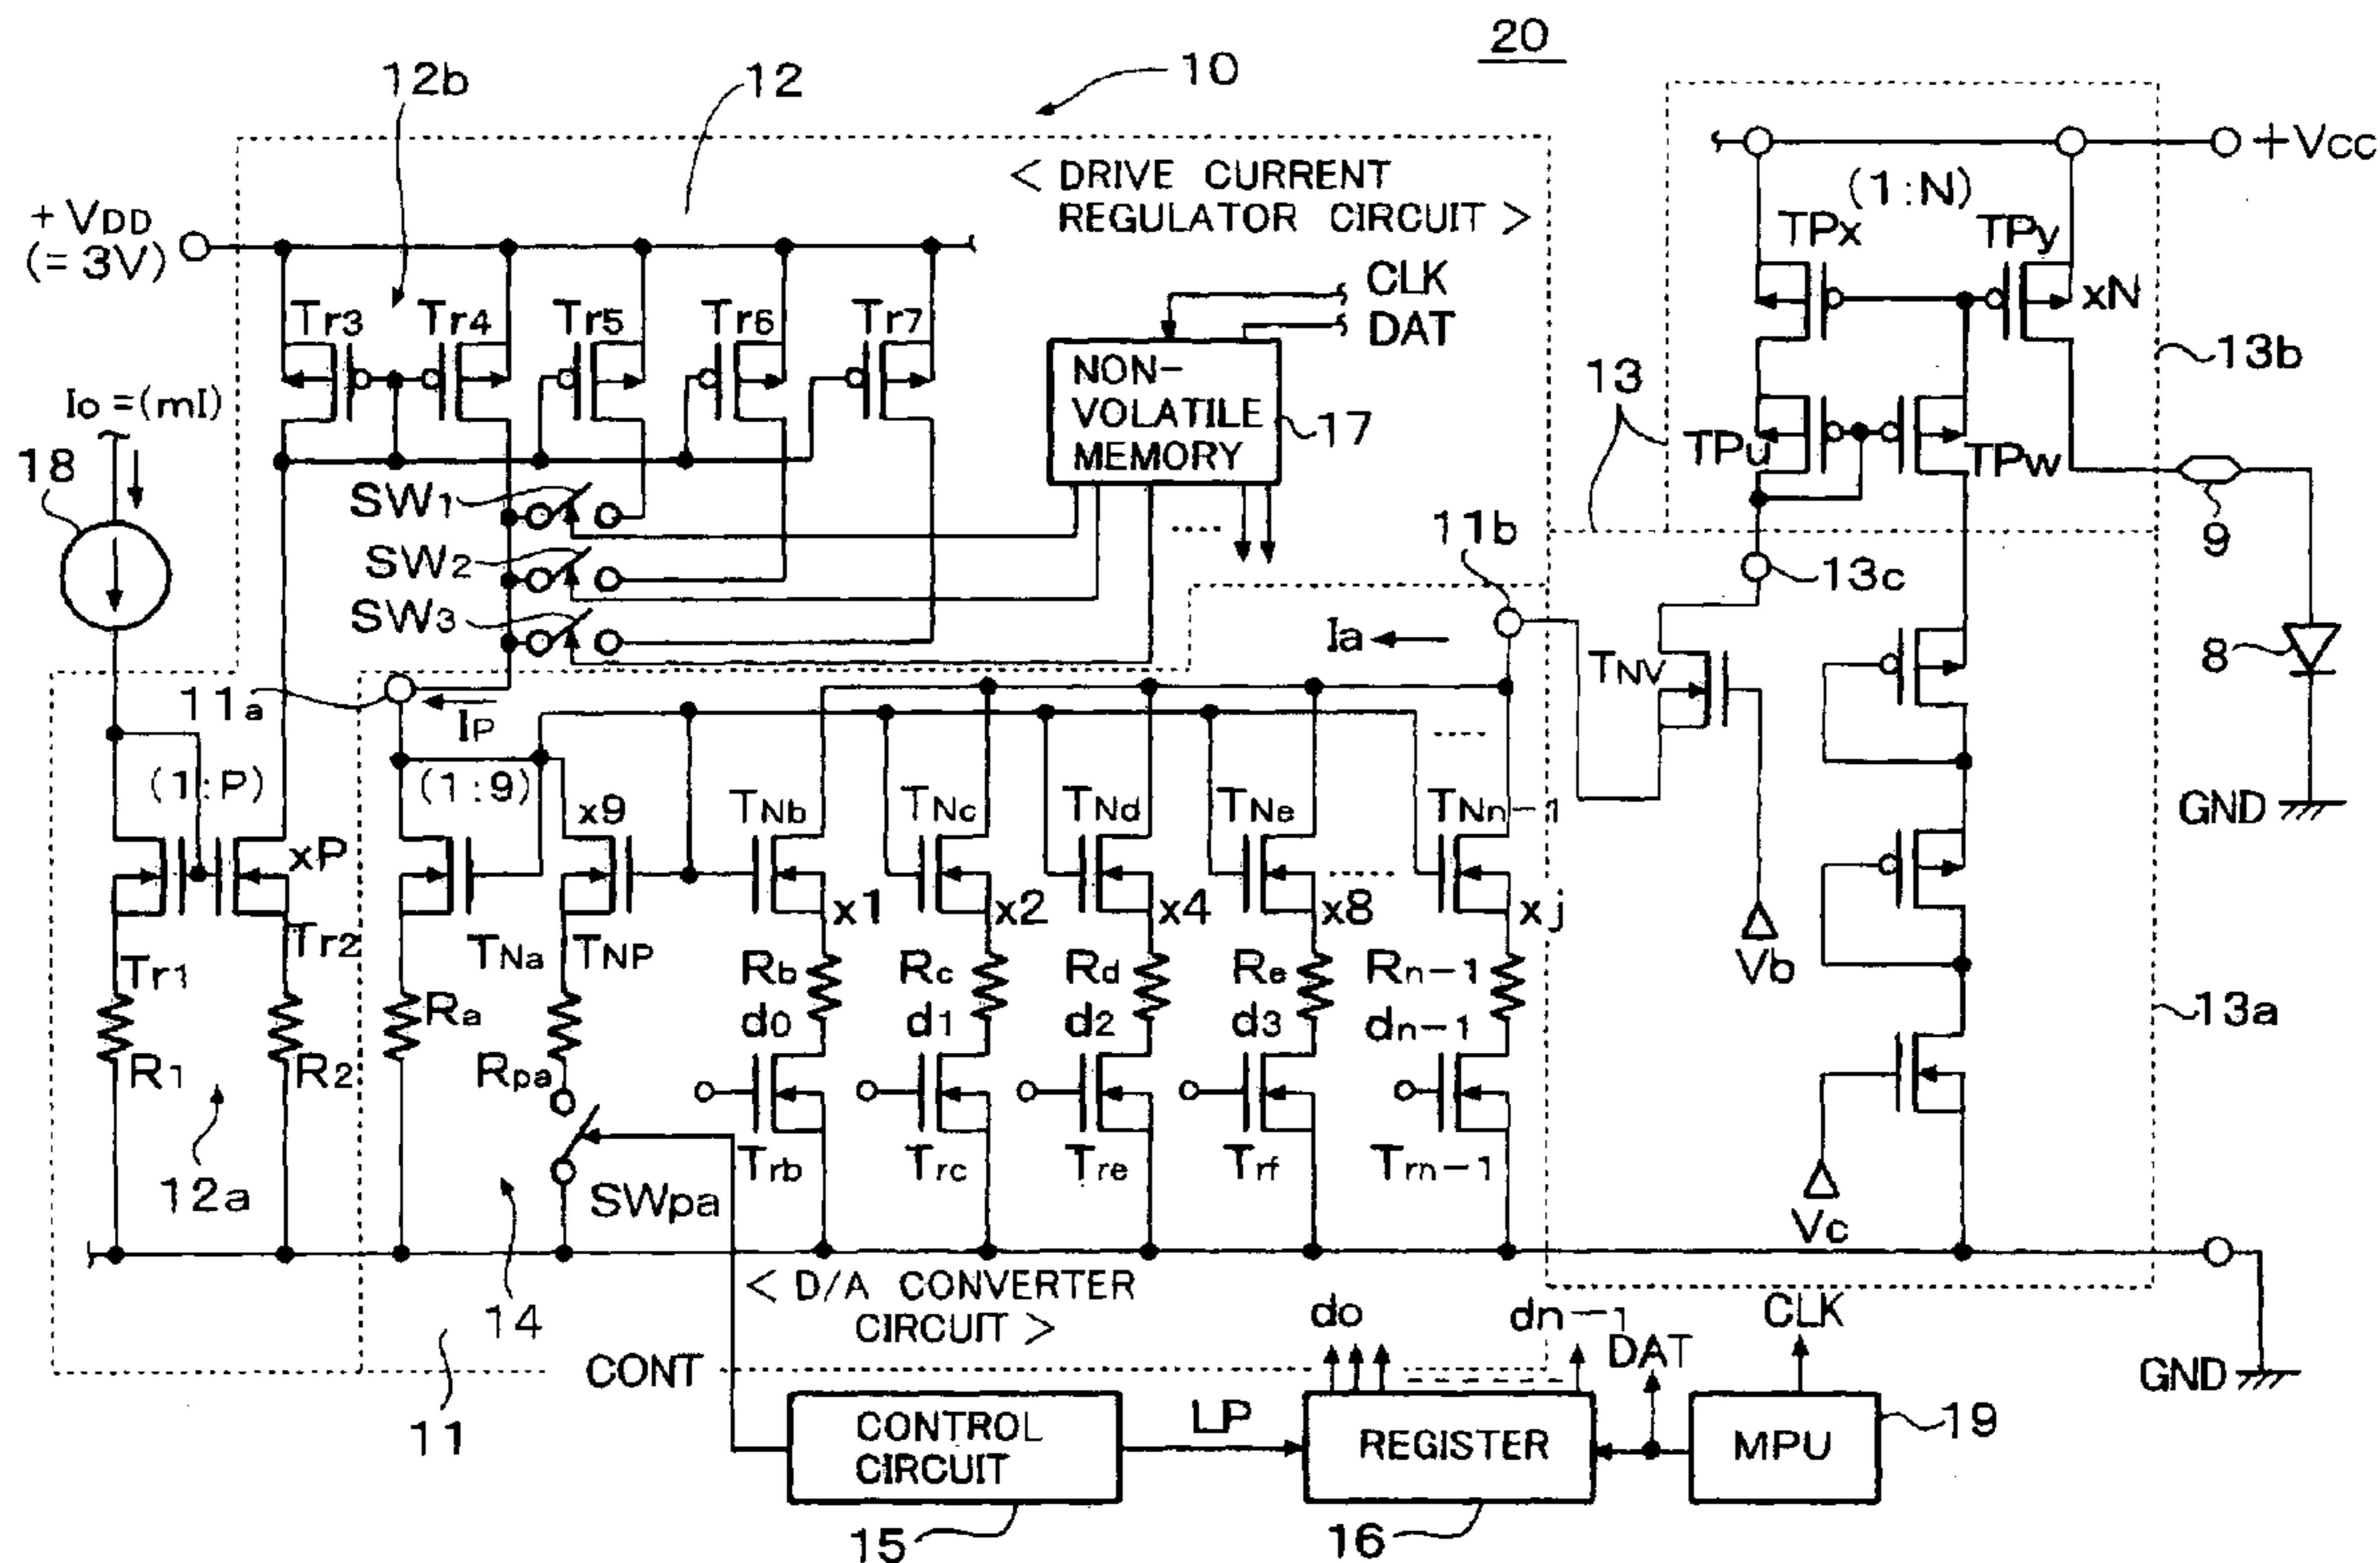 20
12b
12
10
< DRIVE CURRENT
REGULATOR CIRCUIT >
+VDD
(=3V)
+VCC
(1:N)
TPx
TPy
xN
13b
CLK
DAT
Tr3
Tr4
Tr5
Tr6
Tr7
NON-
VOLATILE
MEMORY
17
13
Io =(mI)
18
TPu
TPw
SW1
SW2
SW3
11b
13c
9
Ia
TNV
8
11a
IP
(1:P)
(1:9)
x9
TNb
TNc
TNd
TNe
TNn-1
GND
xP
x1
x2
x4
x8
xj
Tr1
Tr2
TNa
TNP
Rb
Rc
Rd
Re
Rn-1
Vb
d0
d1
d2
d3
dn-1
R1
R2
Ra
Rpa
13a
12a
SWpa
Trb
Trc
Tre
Trf
Trn-1
Vc
14
< D/A CONVERTER
CIRCUIT >
11
CONT
do
dn-1
DAT
CLK
GND
CONTROL
CIRCUIT
LP
REGISTER
MPU
19
15
16